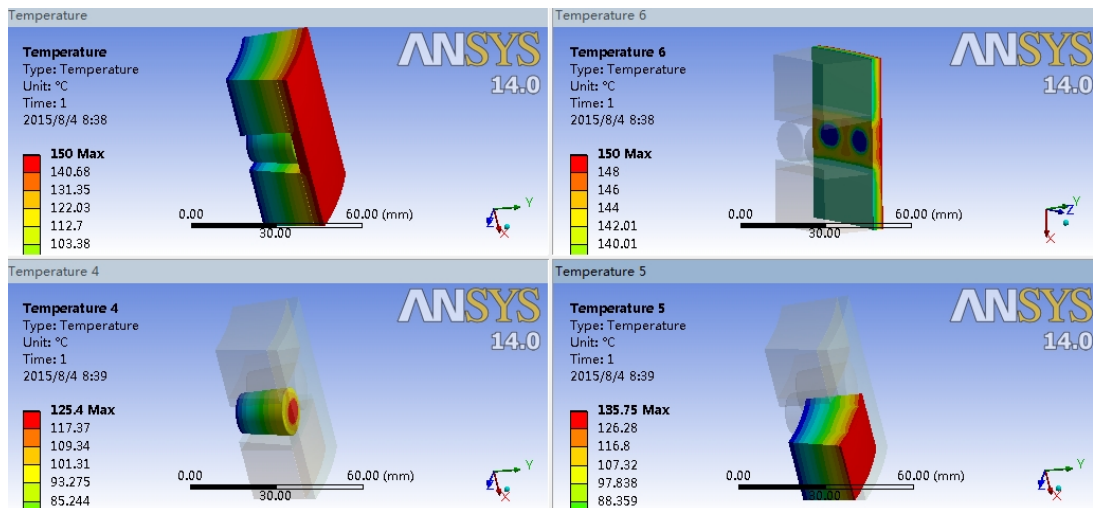 Temperature
Temperature
Type: Temperature
Unit: °C
Time: 1
2015/8/4 8:38
150 Max
140.68
131.35
122.03
112.7
103.38
ANSYS
14.0
0.00
60.00 (mm)
30.00
Y
Z
X
Temperature 6
Temperature 6
Type: Temperature
Unit: °C
Time: 1
2015/8/4 8:38
150 Max
148
146
144
142.01
140.01
ANSYS
14.0
0.00
60.00 (mm)
30.00
Y
Z
X
Temperature 4
Temperature 4
Type: Temperature
Unit: °C
Time: 1
2015/8/4 8:39
125.4 Max
117.37
109.34
101.31
93.275
85.244
ANSYS
14.0
0.00
60.00 (mm)
30.00
Y
Z
X
Temperature 5
Temperature 5
Type: Temperature
Unit: °C
Time: 1
2015/8/4 8:39
135.75 Max
126.28
116.8
107.32
97.838
88.359
ANSYS
14.0
0.00
60.00 (mm)
30.00
Y
Z
X